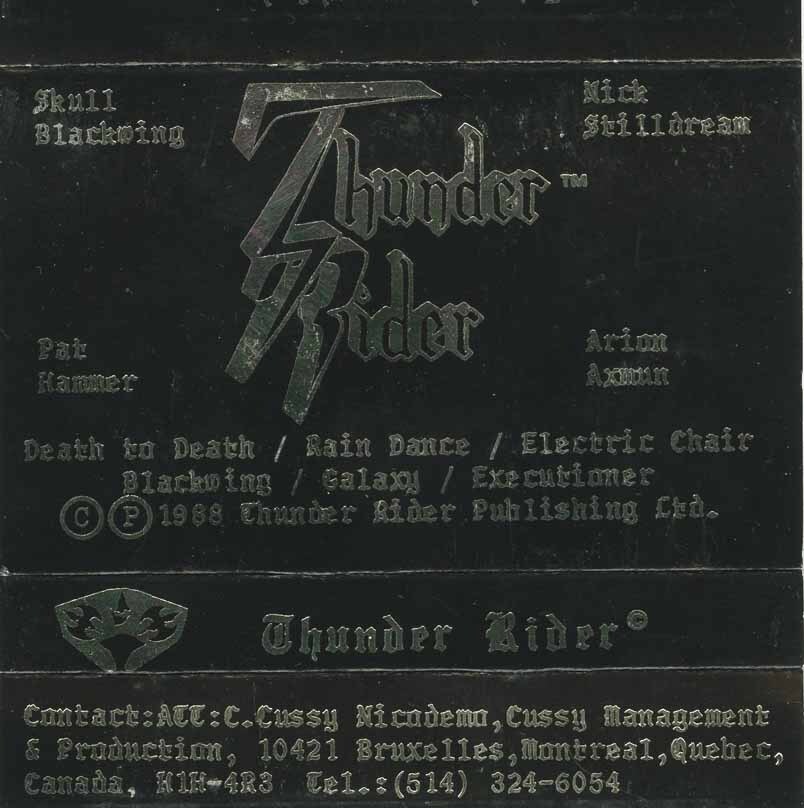 Skull
Blackwing
Nick
Stilldream
Thunder™
Rider
Pat
Hammer
Arion
Axmun
Death to Death / Rain Dance / Electric Chair
Blackwing / Galaxy / Executioner
Ⓒ Ⓟ 1988 Thunder Rider Publishing Ltd.
Thunder Rider©
Contact:ATT:C.Cussy Nicodemo,Cussy Management
& Production, 10421 Bruxelles,Montreal,Quebec,
Canada, H1H-4R3 Tel.:(514) 324-6054